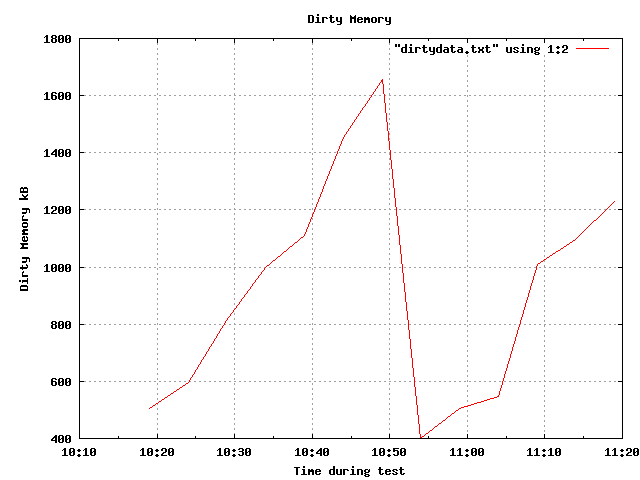 Dirty Memory
"dirtydata.txt" using 1:2
1800
1600
1400
1200
1000
800
600
400
Dirty Memory kB
10:10 10:20 10:30 10:40 10:50 11:00 11:10 11:20
Time during test